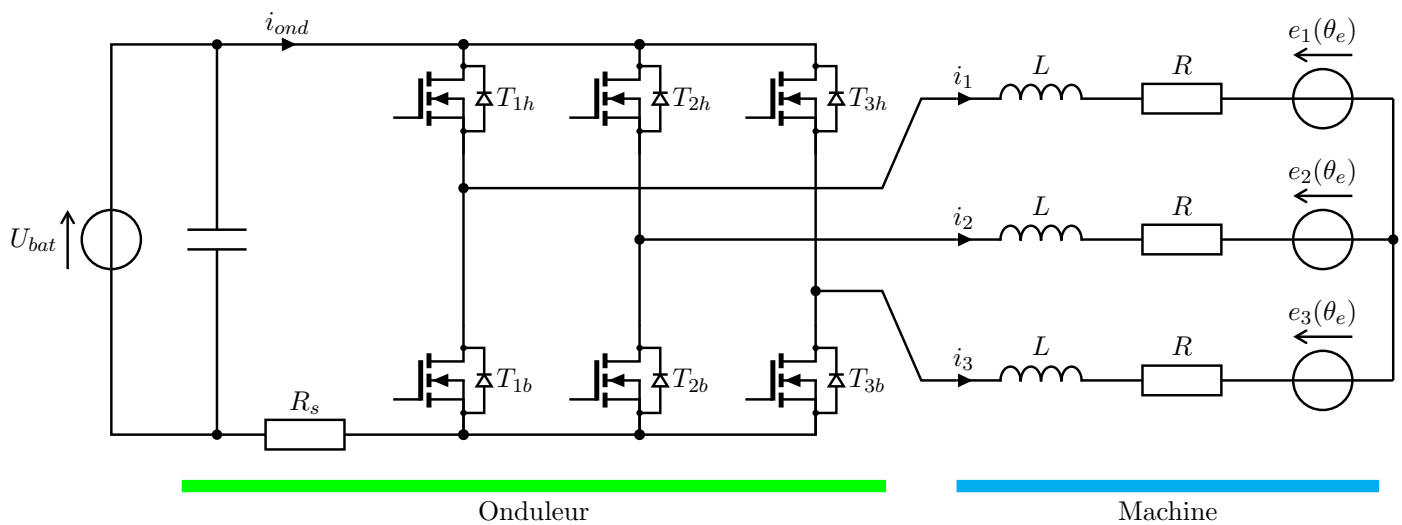 i_ond
e_1(θ_e)
i_1
L
R
T_1h
T_2h
T_3h
e_2(θ_e)
i_2
L
R
U_bat
e_3(θ_e)
i_3
L
R
T_1b
T_2b
T_3b
R_s
Onduleur
Machine